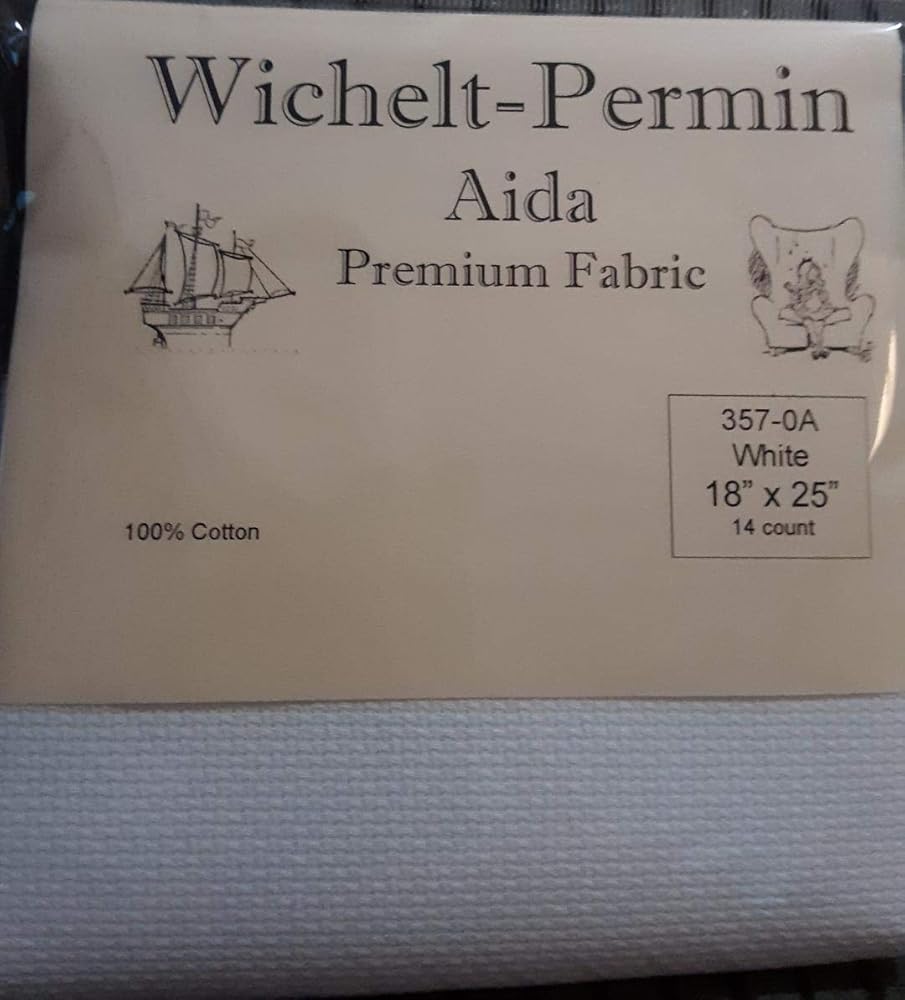 Wichelt-Permin
Aida
Premium Fabric
357-0A
White
18” x 25”
14 count
100% Cotton